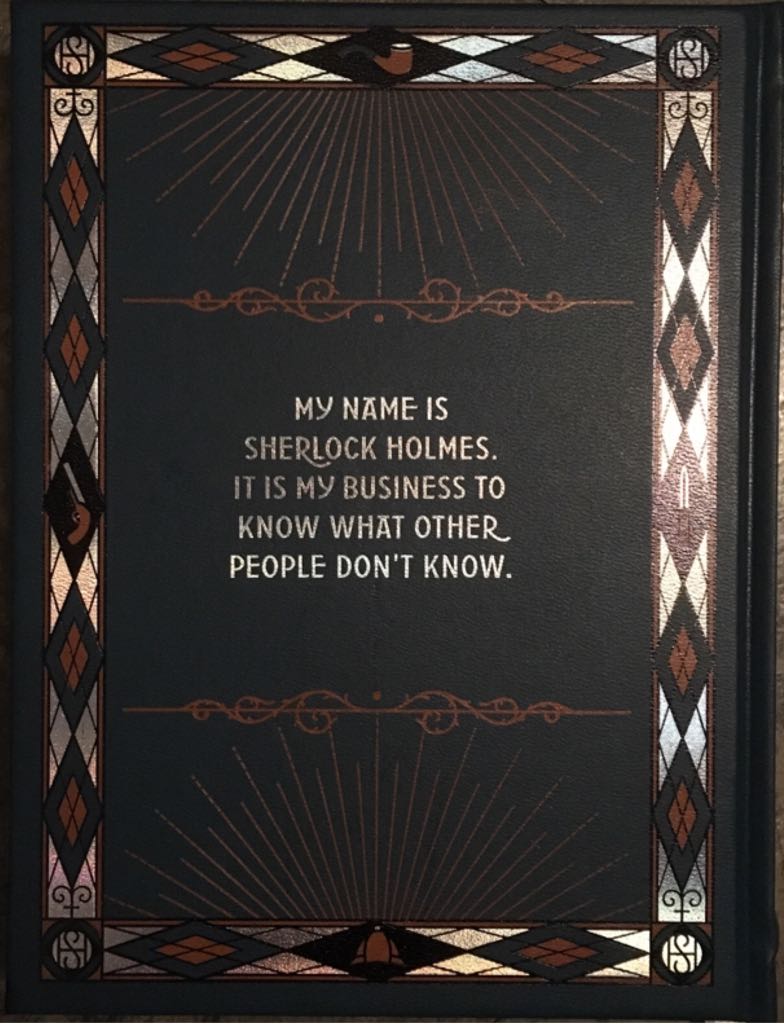 MY NAME IS
SHERLOCK HOLMES.
IT IS MY BUSINESS TO
KNOW WHAT OTHER
PEOPLE DON'T KNOW.